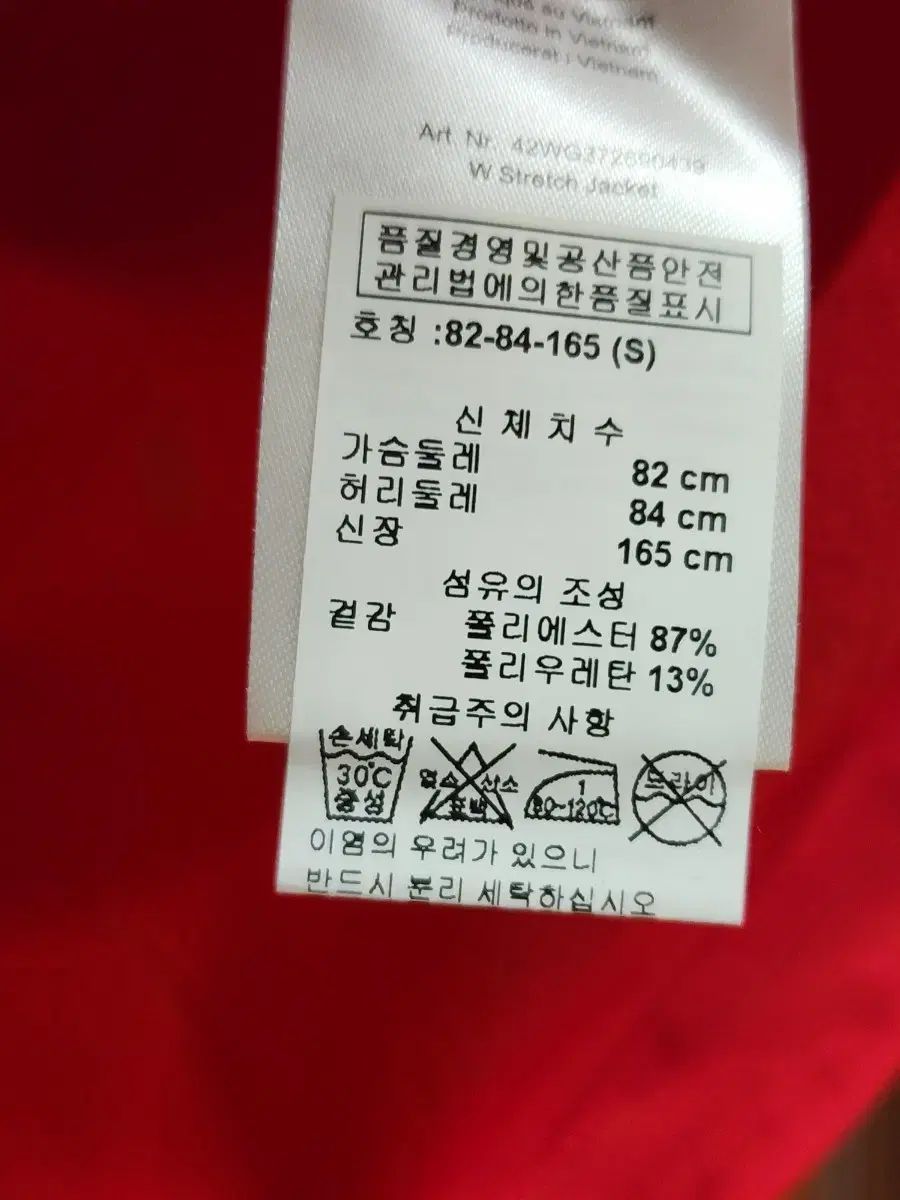 su Vietnam
Prodotto in Vietnam
Producerat i Vietnam
Art. Nr.
W Stretch Jacket
품질경영및공산품안전
관리법에의한품질표시
호칭 :82-84-165 (S)
신 체 치 수
가슴둘레 82 cm
허리둘레 84 cm
신장 165 cm
섬유의 조성
겉감 폴리에스터 87%
폴리우레탄 13%
취급주의 사항
손세탁
30℃
중성
염소 산소
표백
1
80~120℃
드라이
이염의 우려가 있으니
반드시 분리 세탁하십시오